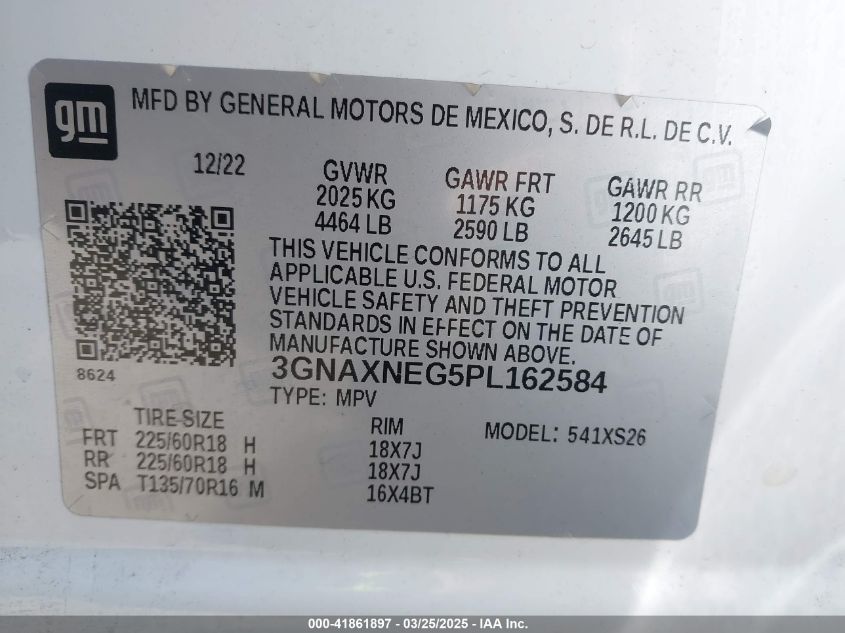 gm
MFD BY GENERAL MOTORS DE MEXICO, S. DE R.L. DE C.V.
12/22
GVWR
2025 KG
4464 LB
GAWR FRT
1175 KG
2590 LB
GAWR RR
1200 KG
2645 LB
THIS VEHICLE CONFORMS TO ALL
APPLICABLE U.S. FEDERAL MOTOR
VEHICLE SAFETY AND THEFT PREVENTION
STANDARDS IN EFFECT ON THE DATE OF
MANUFACTURE SHOWN ABOVE.
8624
3GNAXNEG5PL162584
TYPE: MPV
TIRE SIZE RIM MODEL: 541XS26
FRT 225/60R18 H 18X7J
RR 225/60R18 H 18X7J
SPA T135/70R16 M 16X4BT
000-41861897 - 03/25/2025 - IAA Inc.